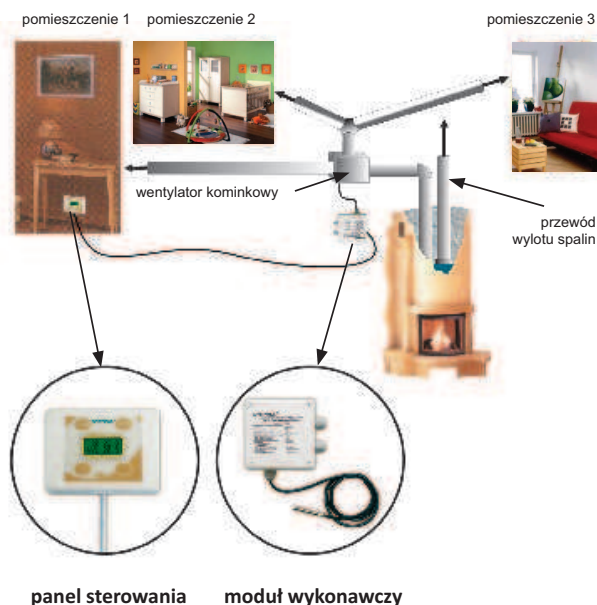 pomieszczenie 1
pomieszczenie 2
pomieszczenie 3
wentylator kominkowy
przewód
wylotu spalin
panel sterowania
moduł wykonawczy